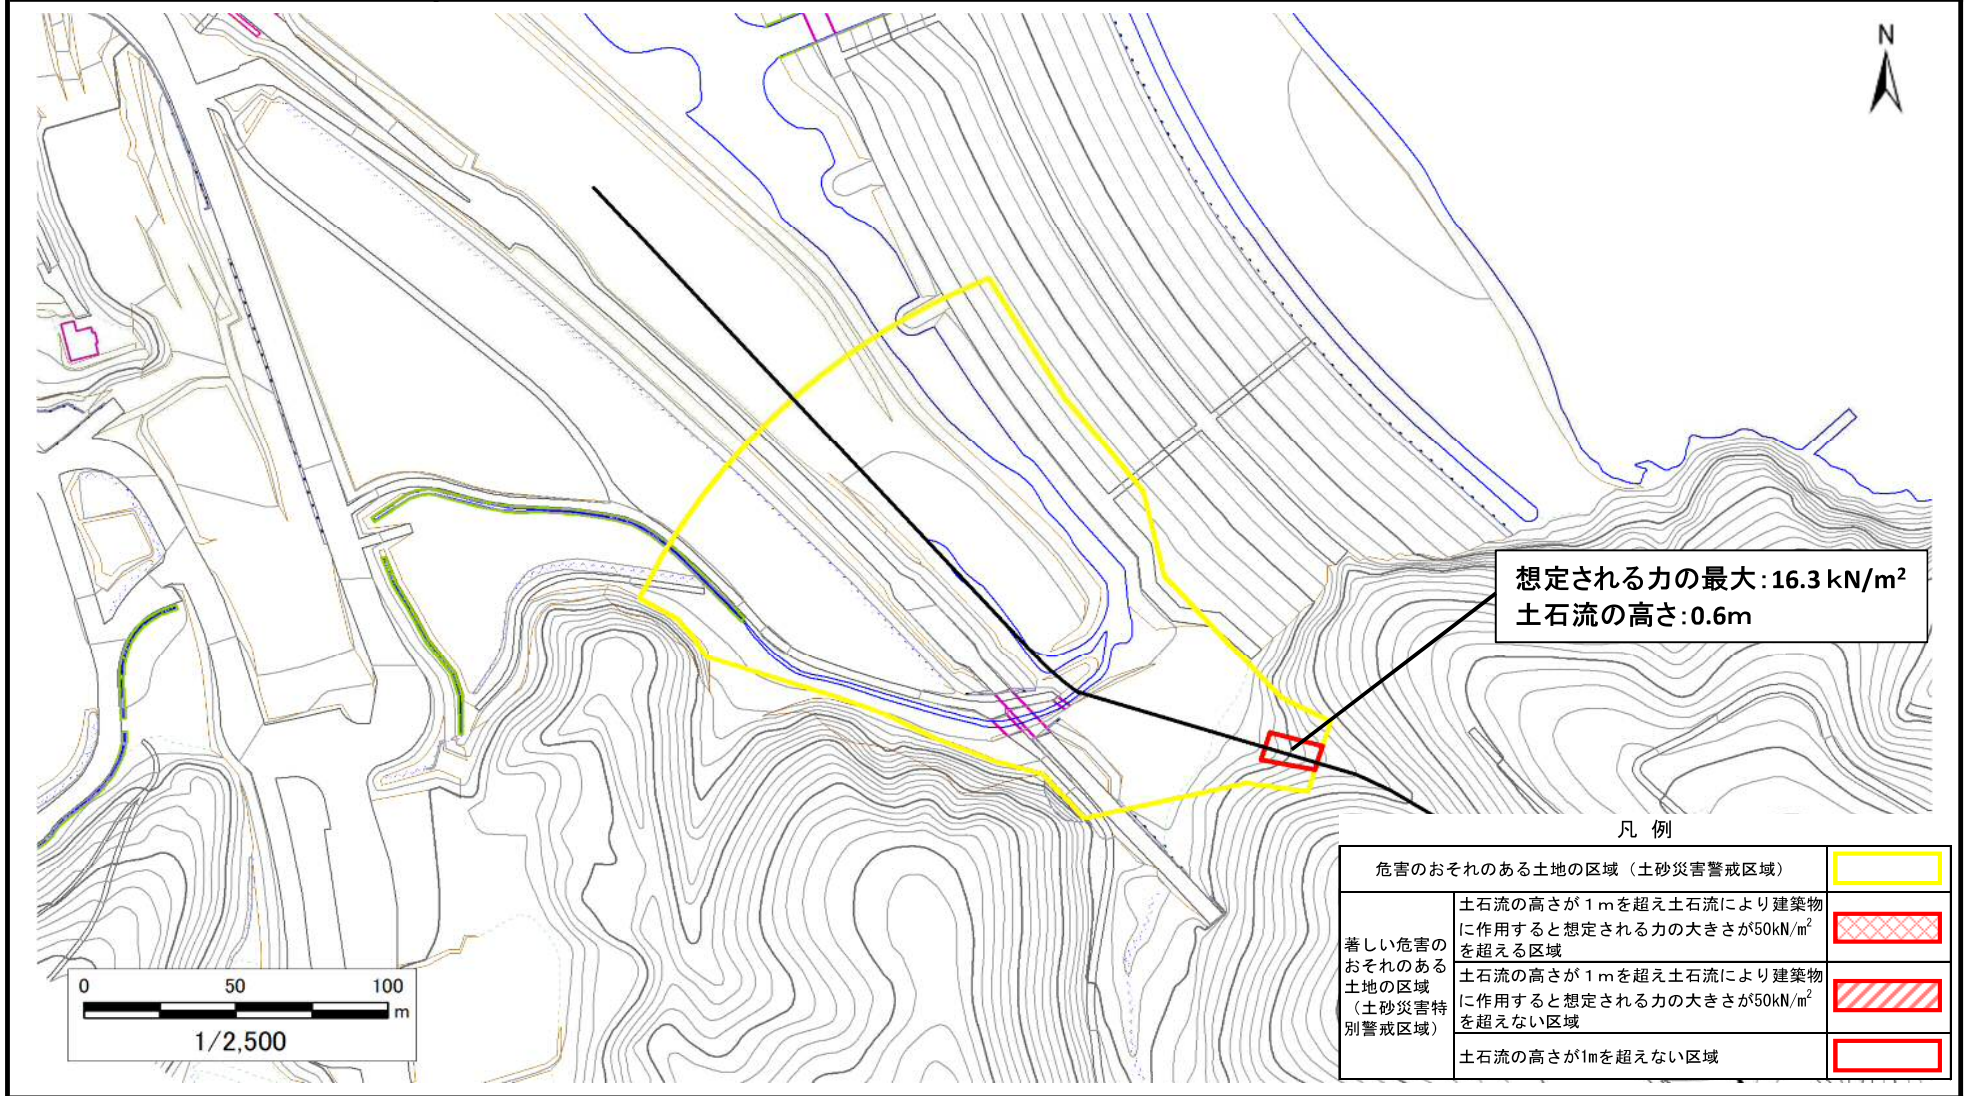 N
想定される力の最大:16.3 kN/m²
土石流の高さ:0.6m
凡 例
危害のおそれのある土地の区域（土砂災害警戒区域）
著しい危害の
おそれのある
土地の区域
（土砂災害特
別警戒区域）
土石流の高さが１ｍを超え土石流により建築物
に作用すると想定される力の大きさが50kN/m²
を超える区域
土石流の高さが１ｍを超え土石流により建築物
に作用すると想定される力の大きさが50kN/m²
を超えない区域
土石流の高さが1mを超えない区域
0 50 100
m
1/2,500